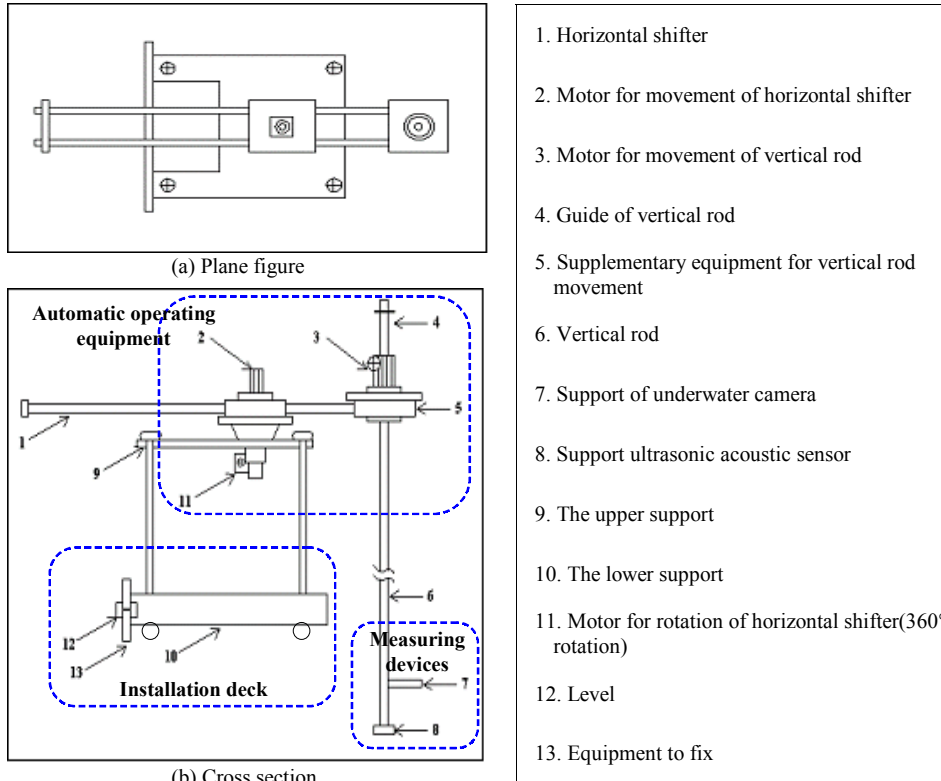 (a) Plane figure
Automatic operating
equipment
2
3
4
5
1
9
11
6
12
13
10
Installation deck
Measuring
devices
7
8
(b) Cross section
1. Horizontal shifter
2. Motor for movement of horizontal shifter
3. Motor for movement of vertical rod
4. Guide of vertical rod
5. Supplementary equipment for vertical rod
movement
6. Vertical rod
7. Support of underwater camera
8. Support ultrasonic acoustic sensor
9. The upper support
10. The lower support
11. Motor for rotation of horizontal shifter(360°
rotation)
12. Level
13. Equipment to fix